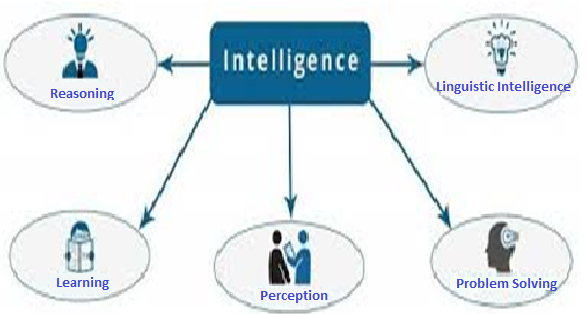 Intelligence
Reasoning
Linguistic Intelligence
Learning
Perception
Problem Solving